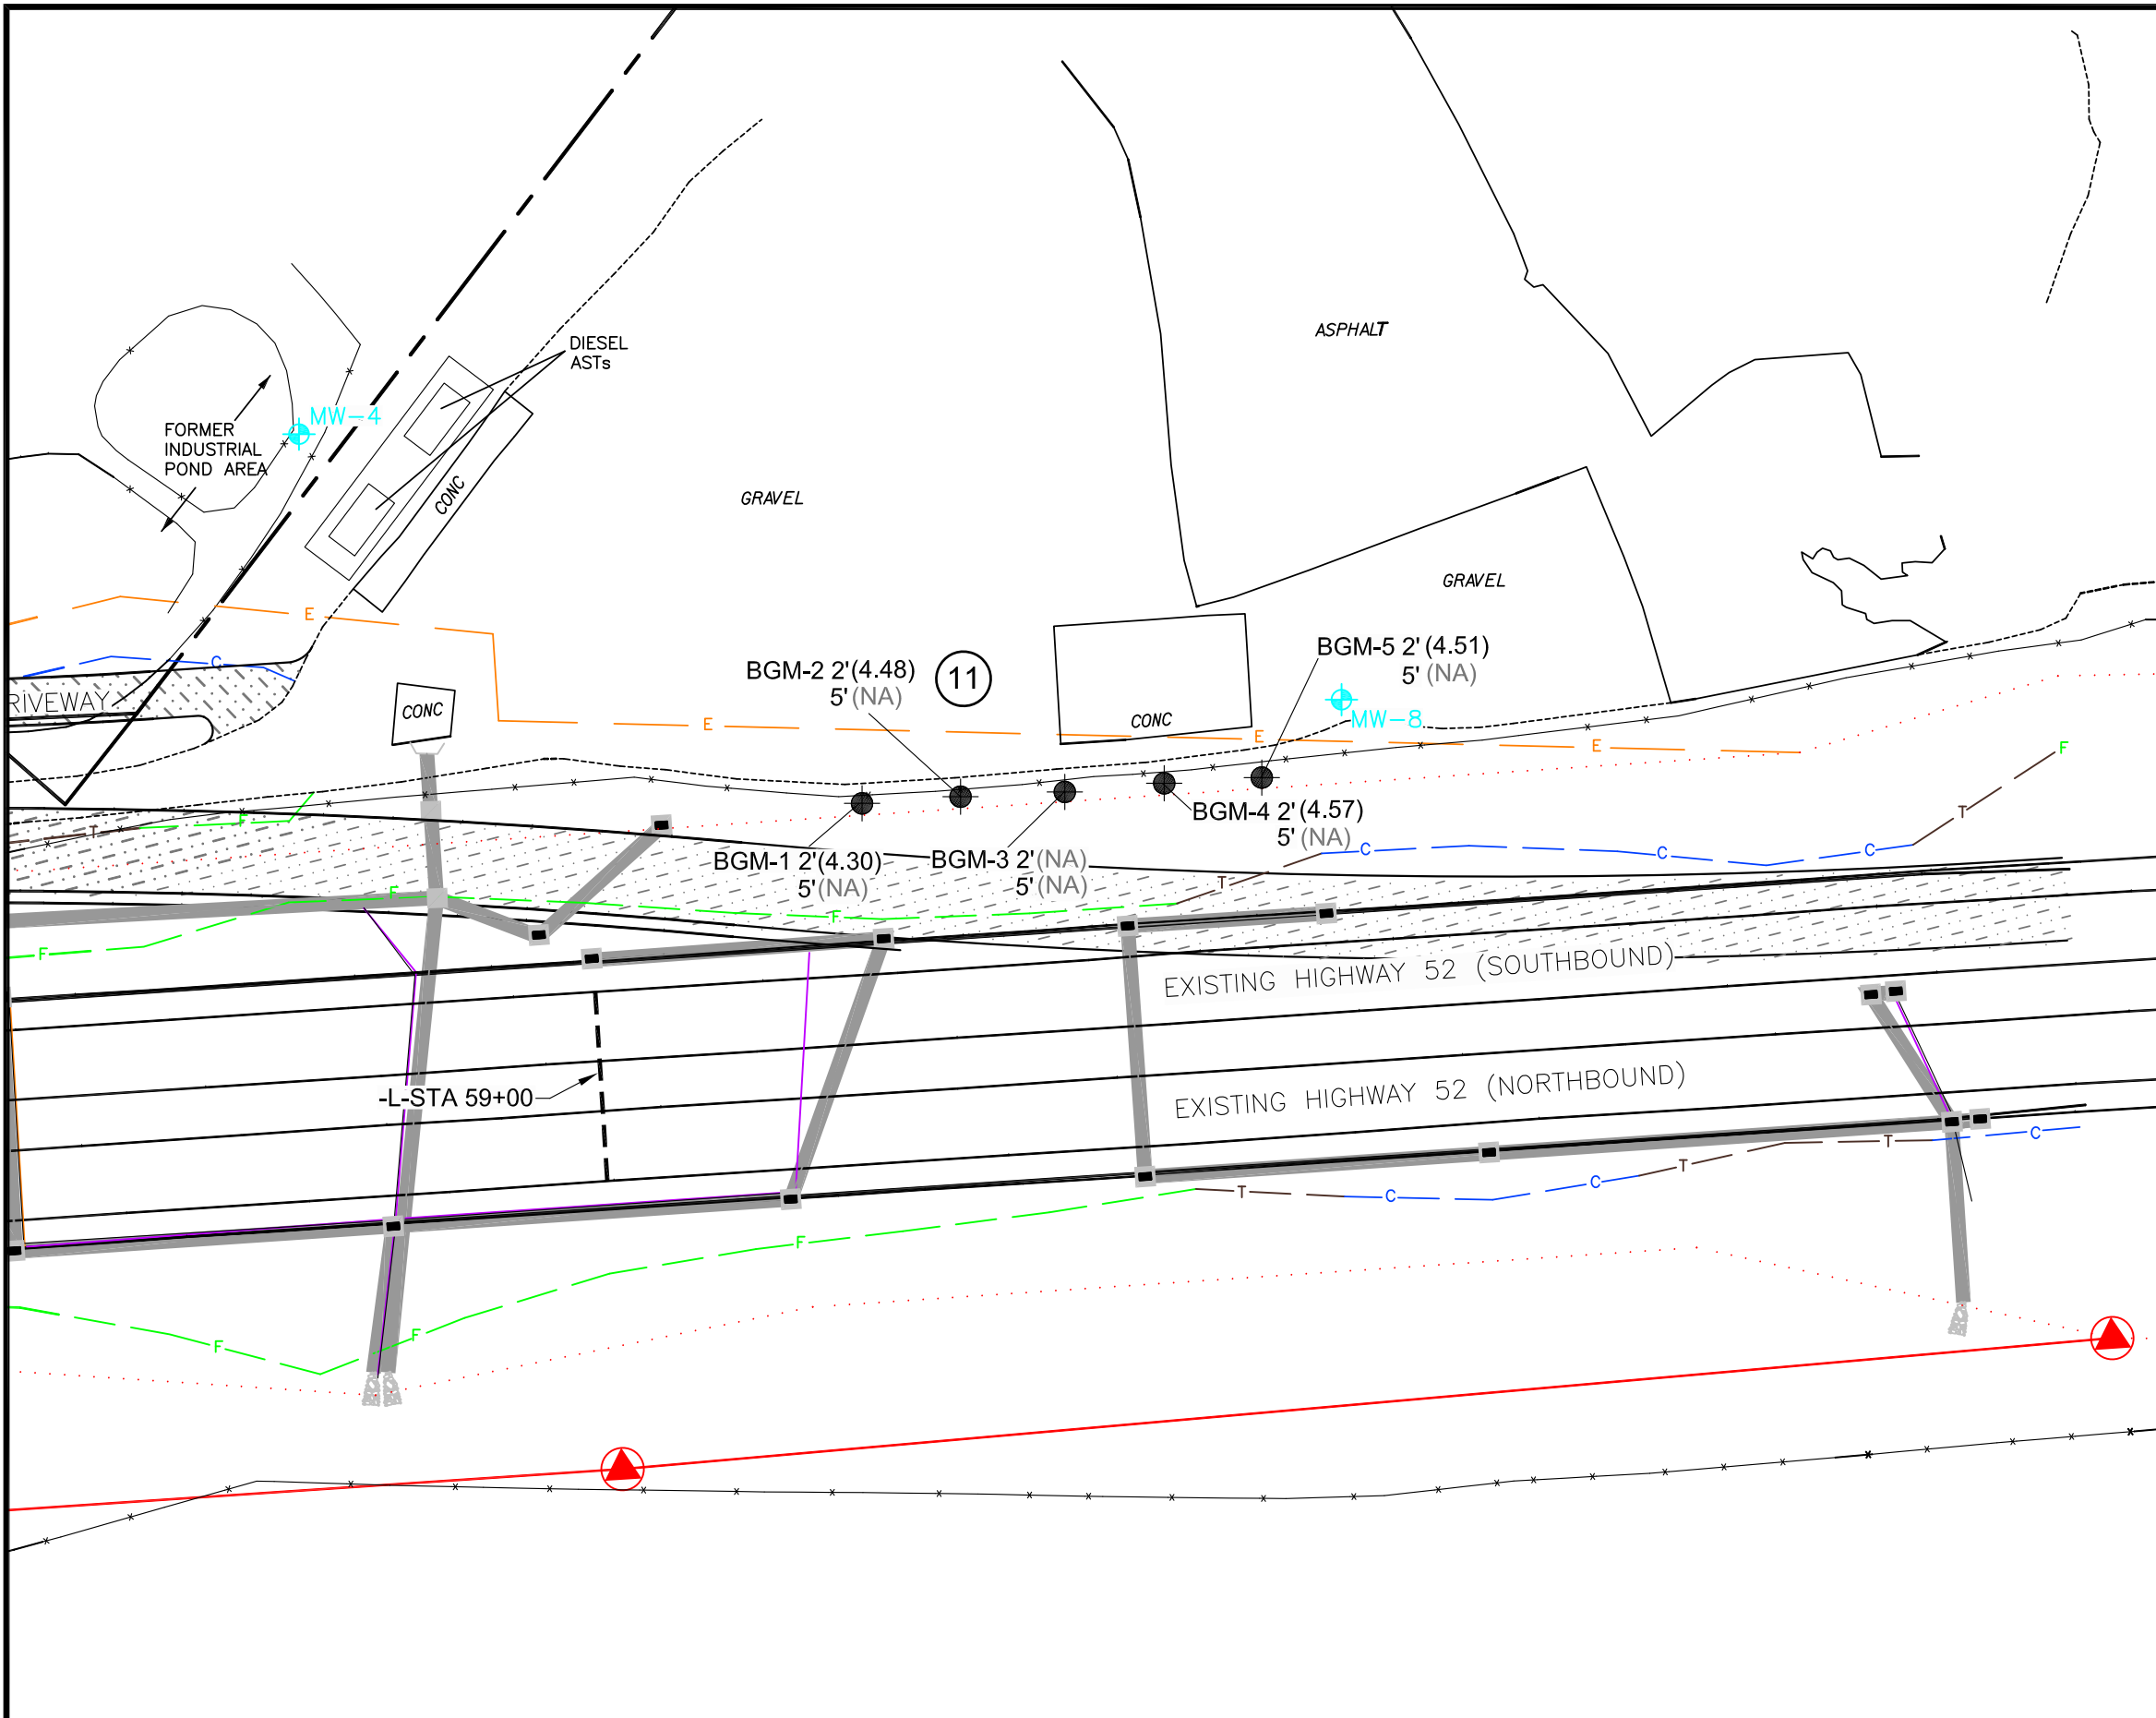 DIESEL
ASTs
ASPHALT
MW-4
FORMER
INDUSTRIAL
POND AREA
CONC
GRAVEL
GRAVEL
E
C
BGM-2 2'(4.48)
5'(NA)
11
BGM-5 2'(4.51)
5'(NA)
RIVEWAY
CONC
CONC
MW-8
E
E
E
F
BGM-4 2'(4.57)
5'(NA)
T
F
T
BGM-1 2'(4.30)
5'(NA)
BGM-3 2'(NA)
5'(NA)
C
C
C
T
F
F
F
EXISTING HIGHWAY 52 (SOUTHBOUND)
-L-STA 59+00
EXISTING HIGHWAY 52 (NORTHBOUND)
T
C
T
C
T
C
F
F
F